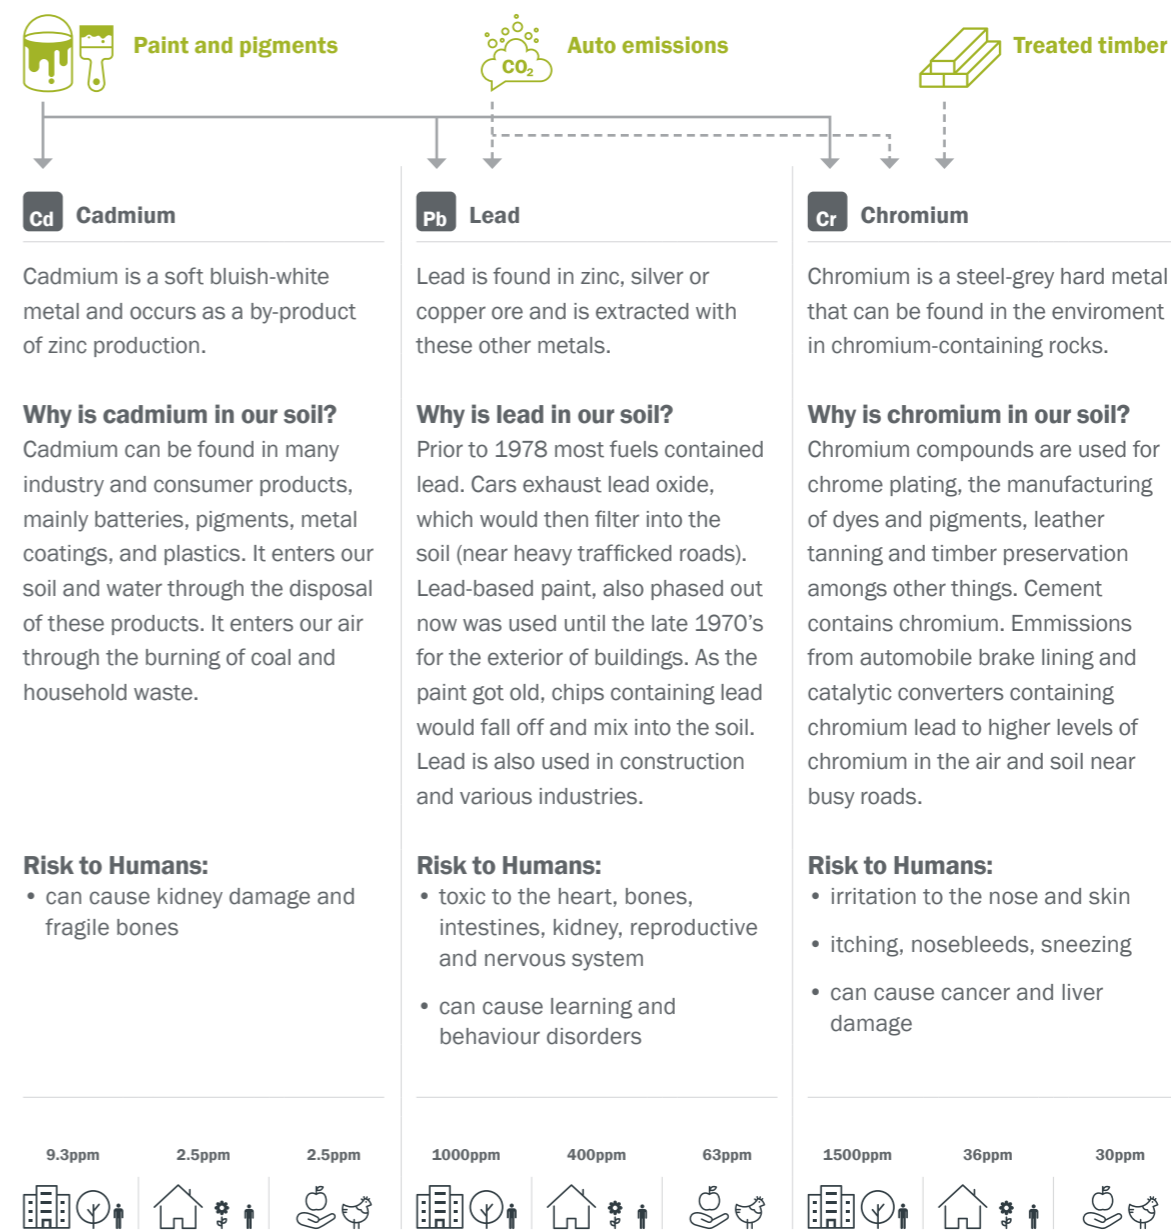 Paint and pigments
CO2
Auto emissions
Treated timber
Cd Cadmium
Cadmium is a soft bluish-white
metal and occurs as a by-product
of zinc production.
Why is cadmium in our soil?
Cadmium can be found in many
industry and consumer products,
mainly batteries, pigments, metal
coatings, and plastics. It enters our
soil and water through the disposal
of these products. It enters our air
through the burning of coal and
household waste.
Risk to Humans:
• can cause kidney damage and
fragile bones
9.3ppm 2.5ppm 2.5ppm
Pb Lead
Lead is found in zinc, silver or
copper ore and is extracted with
these other metals.
Why is lead in our soil?
Prior to 1978 most fuels contained
lead. Cars exhaust lead oxide,
which would then filter into the
soil (near heavy trafficked roads).
Lead-based paint, also phased out
now was used until the late 1970's
for the exterior of buildings. As the
paint got old, chips containing lead
would fall off and mix into the soil.
Lead is also used in construction
and various industries.
Risk to Humans:
• toxic to the heart, bones,
intestines, kidney, reproductive
and nervous system
• can cause learning and
behaviour disorders
1000ppm 400ppm 63ppm
Cr Chromium
Chromium is a steel-grey hard metal
that can be found in the enviroment
in chromium-containing rocks.
Why is chromium in our soil?
Chromium compounds are used for
chrome plating, the manufacturing
of dyes and pigments, leather
tanning and timber preservation
amongst other things. Cement
contains chromium. Emmissions
from automobile brake lining and
catalytic converters containing
chromium lead to higher levels of
chromium in the air and soil near
busy roads.
Risk to Humans:
• irritation to the nose and skin
• itching, nosebleeds, sneezing
• can cause cancer and liver
damage
1500ppm 36ppm 30ppm